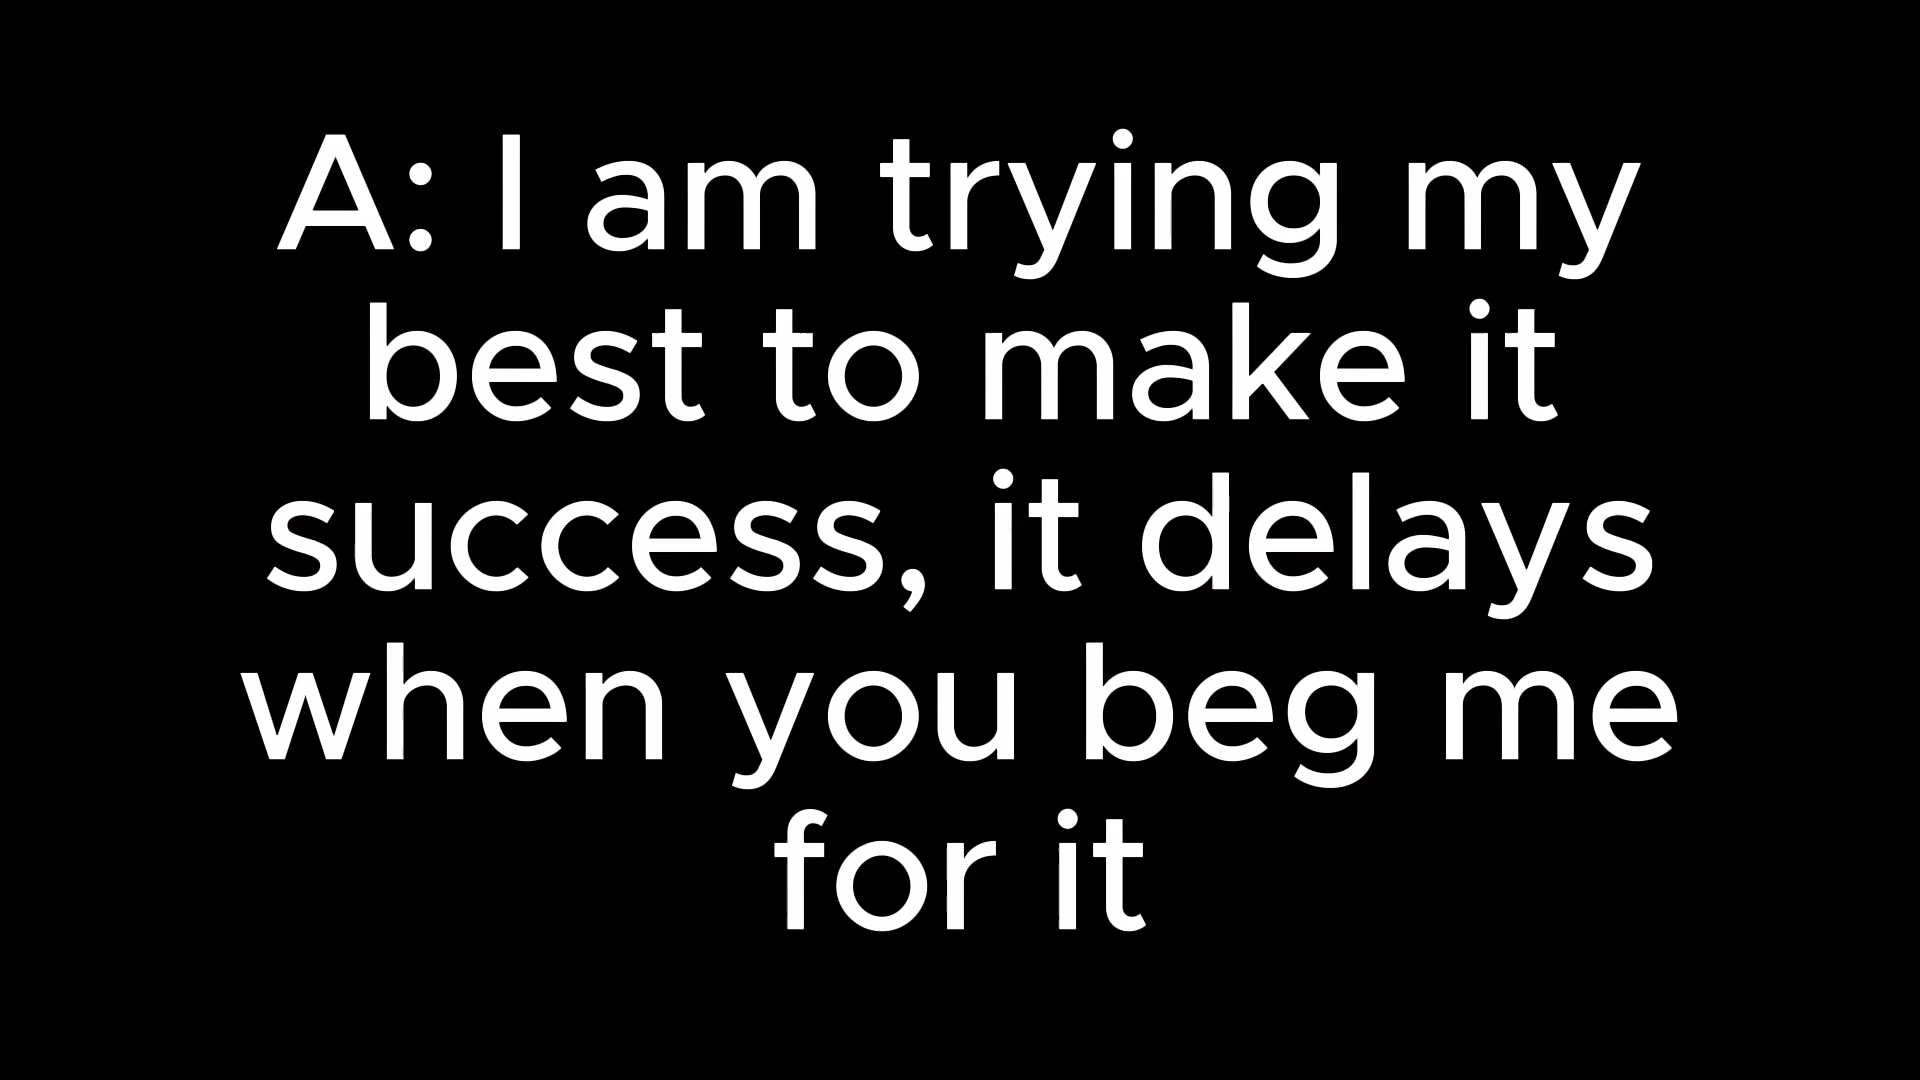 A: I am trying my
best to make it
success, it delays
when you beg me
for it